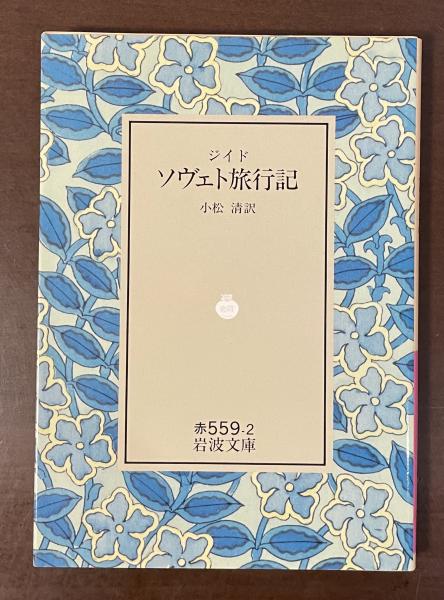 ジイド
ソヴェト旅行記
小松 清訳
赤559-2
岩波文庫